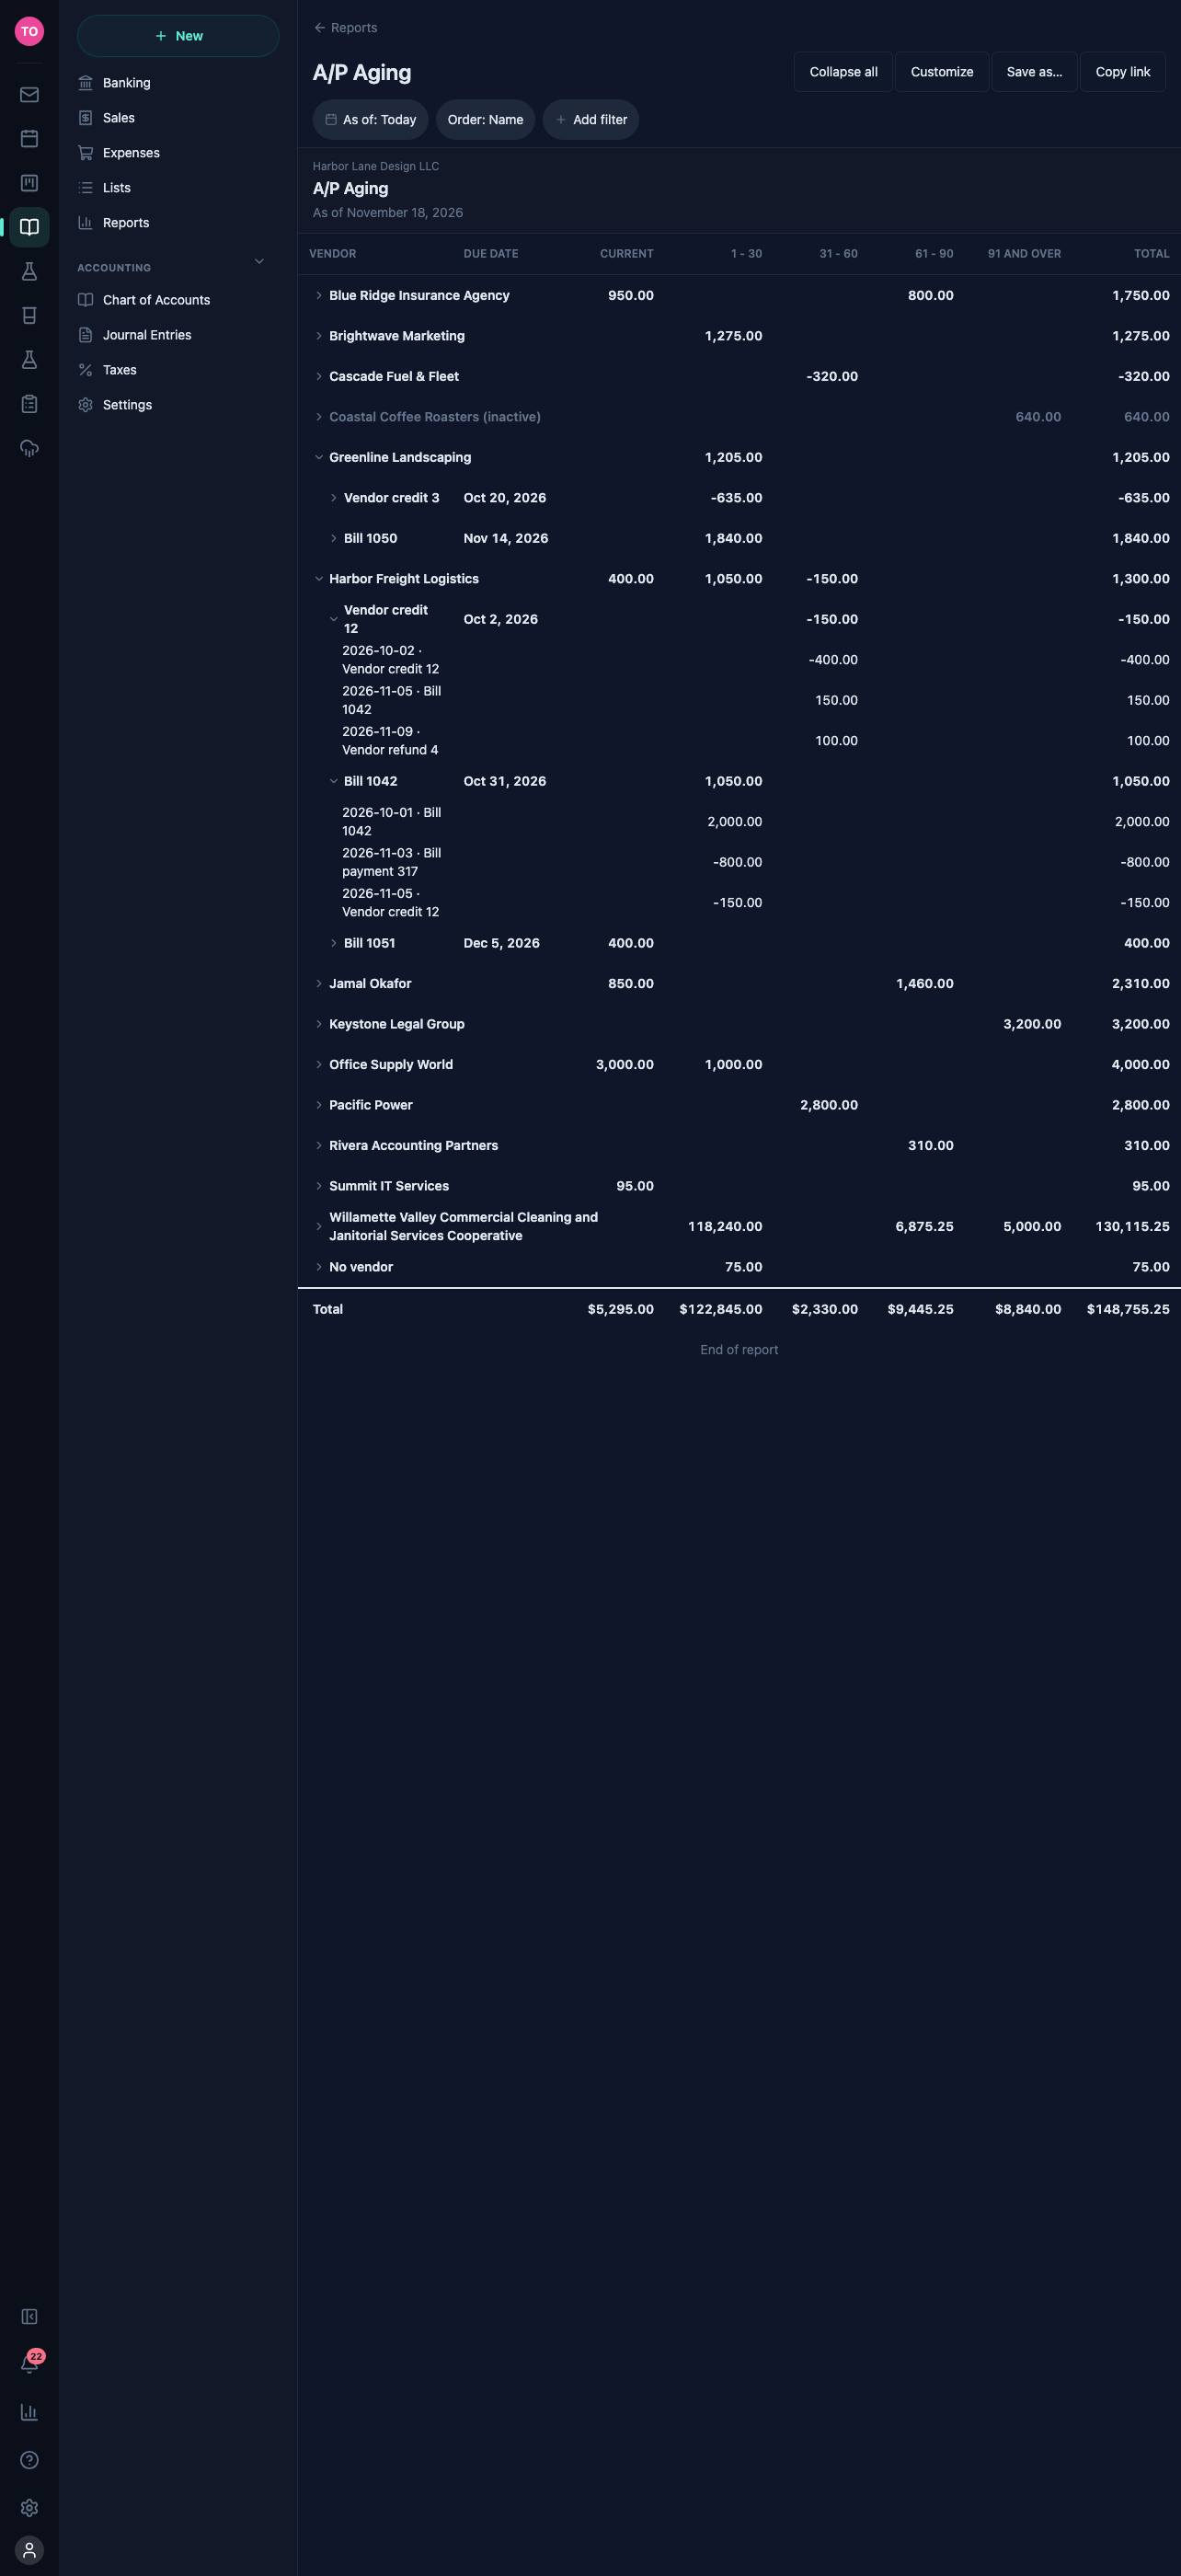 TO
New
Banking
Sales
Expenses
Lists
Reports
ACCOUNTING
Chart of Accounts
Journal Entries
Taxes
Settings
22
Reports
A/P Aging
Collapse all Customize Save as... Copy link
As of: Today Order: Name Add filter
Harbor Lane Design LLC
A/P Aging
As of November 18, 2026
VENDOR DUE DATE CURRENT 1 - 30 31 - 60 61 - 90 91 AND OVER TOTAL
Blue Ridge Insurance Agency 950.00 800.00 1,750.00
Brightwave Marketing 1,275.00 1,275.00
Cascade Fuel & Fleet -320.00 -320.00
Coastal Coffee Roasters (inactive) 640.00 640.00
Greenline Landscaping 1,205.00 1,205.00
Vendor credit 3 Oct 20, 2026 -635.00 -635.00
Bill 1050 Nov 14, 2026 1,840.00 1,840.00
Harbor Freight Logistics 400.00 1,050.00 -150.00 1,300.00
Vendor credit
12 Oct 2, 2026 -150.00 -150.00
2026-10-02 ·
Vendor credit 12 -400.00 -400.00
2026-11-05 · Bill
1042 150.00 150.00
2026-11-09 ·
Vendor refund 4 100.00 100.00
Bill 1042 Oct 31, 2026 1,050.00 1,050.00
2026-10-01 · Bill
1042 2,000.00 2,000.00
2026-11-03 · Bill
payment 317 -800.00 -800.00
2026-11-05 ·
Vendor credit 12 -150.00 -150.00
Bill 1051 Dec 5, 2026 400.00 400.00
Jamal Okafor 850.00 1,460.00 2,310.00
Keystone Legal Group 3,200.00 3,200.00
Office Supply World 3,000.00 1,000.00 4,000.00
Pacific Power 2,800.00 2,800.00
Rivera Accounting Partners 310.00 310.00
Summit IT Services 95.00 95.00
Willamette Valley Commercial Cleaning and
Janitorial Services Cooperative 118,240.00 6,875.25 5,000.00 130,115.25
No vendor 75.00 75.00
Total $5,295.00 $122,845.00 $2,330.00 $9,445.25 $8,840.00 $148,755.25
End of report